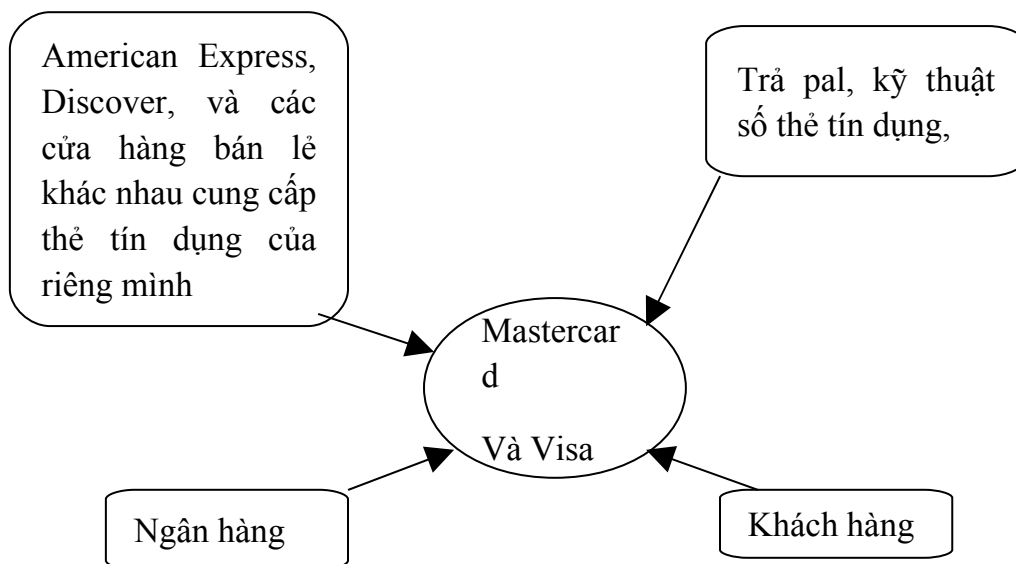 American Express,
Discover, và các
cửa hàng bán lẻ
khác nhau cung cấp
thẻ tín dụng của
riêng mình
Trả pal, kỹ thuật
số thẻ tín dụng,
Mastercar
d
Và Visa
Ngân hàng
Khách hàng